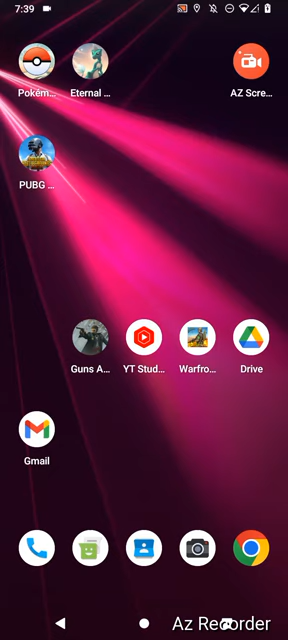 7:39
Pokém...
Eternal ...
AZ Scre...
PUBG ...
Guns A...
YT Stud...
Warfro...
Drive
Gmail
Az Recorder